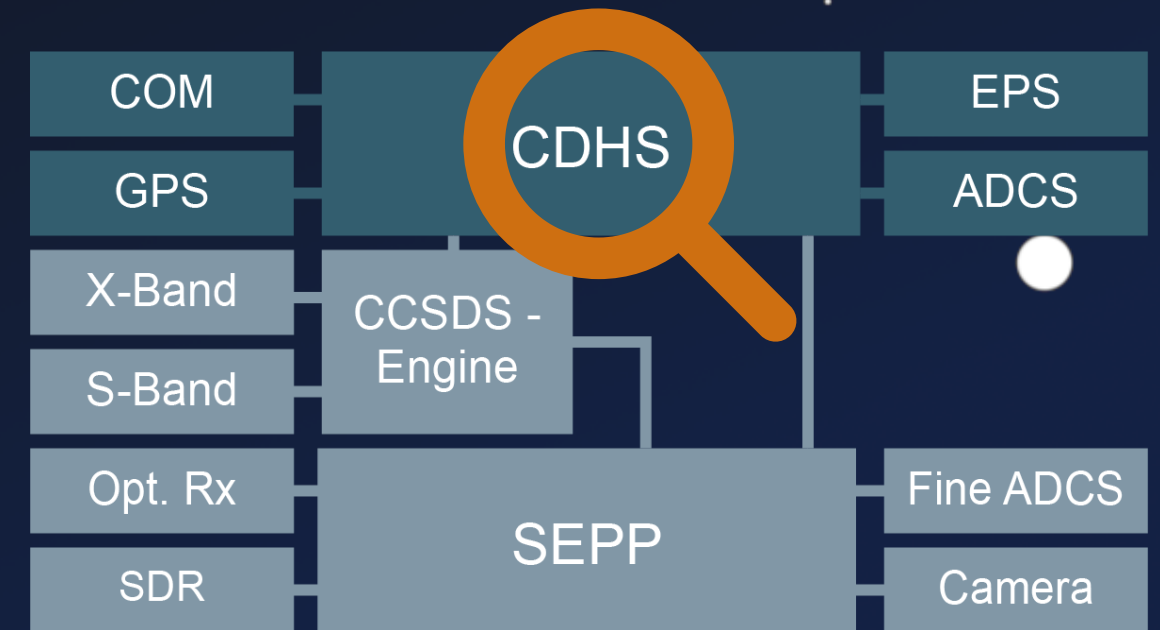 COM
CDHS
EPS
GPS
ADCS
X-Band
CCSDS -
Engine
S-Band
Opt. Rx
SEPP
Fine ADCS
SDR
Camera